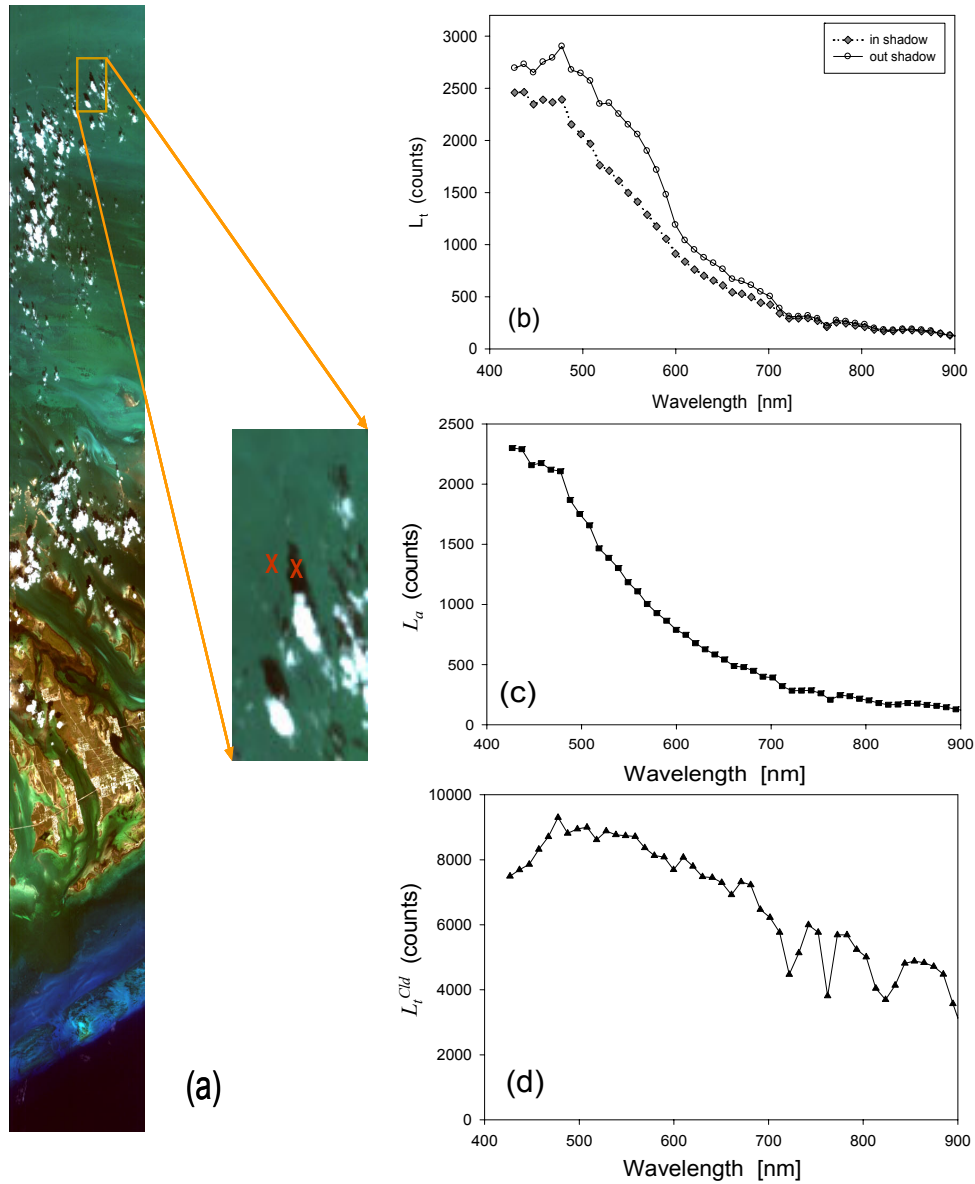 (a)
X X
L_t (counts)
3000
2500
2000
1500
1000
500
0
in shadow
out shadow
(b)
400 500 600 700 800 900
Wavelength [nm]
L_a (counts)
2500
2000
1500
1000
500
0
(c)
400 500 600 700 800 900
Wavelength [nm]
L_t^Cld (counts)
10000
8000
6000
4000
2000
0
(d)
400 500 600 700 800 900
Wavelength [nm]